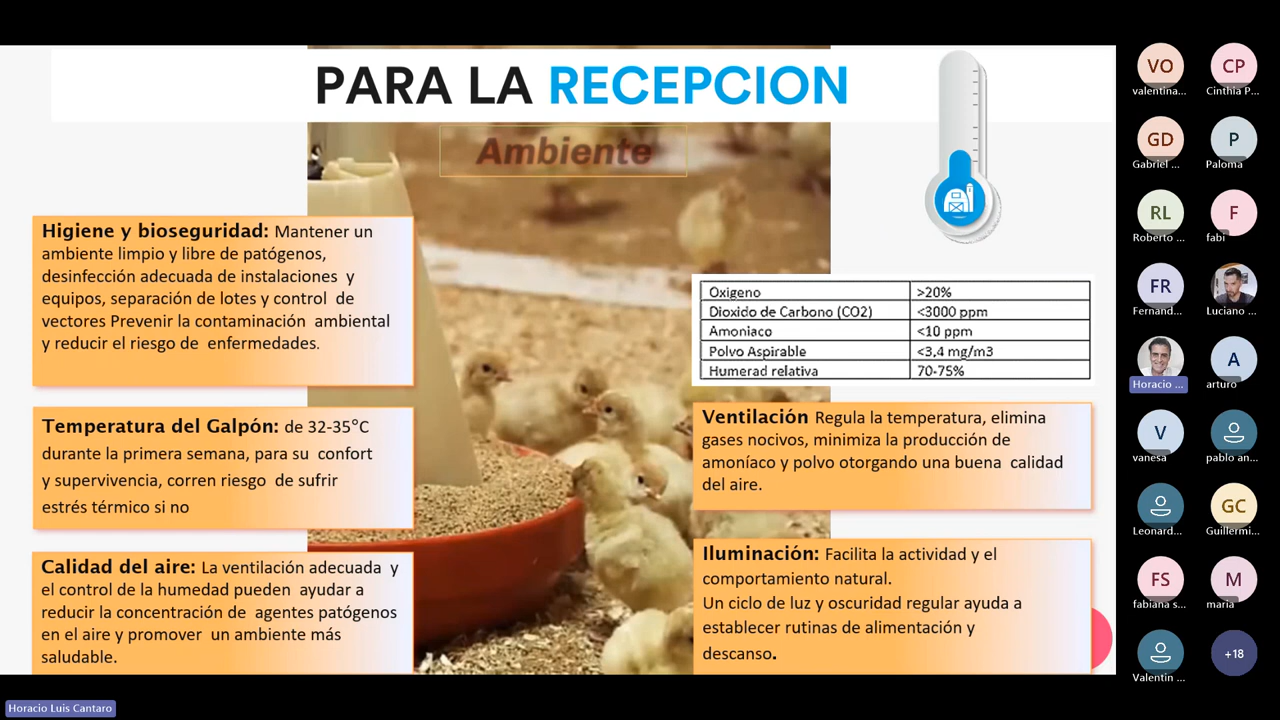 PARA LA RECEPCION
Ambiente
Higiene y bioseguridad: Mantener un
ambiente limpio y libre de patógenos,
desinfección adecuada de instalaciones y
equipos, separación de lotes y control de
vectores Prevenir la contaminación ambiental
y reducir el riesgo de enfermedades.
Temperatura del Galpón: de 32-35°C
durante la primera semana, para su confort
y supervivencia, corren riesgo de sufrir
estrés térmico si no
Calidad del aire: La ventilación adecuada y
el control de la humedad pueden ayudar a
reducir la concentración de agentes patógenos
en el aire y promover un ambiente más
saludable.
Oxigeno >20%
Dioxido de Carbono (CO2) <3000 ppm
Amoniaco <10 ppm
Polvo Aspirable <3,4 mg/m3
Humerad relativa 70-75%
Ventilación Regula la temperatura, elimina
gases nocivos, minimiza la producción de
amoníaco y polvo otorgando una buena calidad
del aire.
Iluminación: Facilita la actividad y el
comportamiento natural.
Un ciclo de luz y oscuridad regular ayuda a
establecer rutinas de alimentación y
descanso.
VO CP
valentina... Cinthia P...
GD P
Gabriel ... Paloma
RL F
Roberto ... fabi
FR
Fernand... Luciano ...
A
Horacio ... arturo
V
vanesa pablo an...
GC
Leonard... Guillermi...
FS M
fabiana s... maria
+18
Valentin ...
Horacio Luis Cantaro